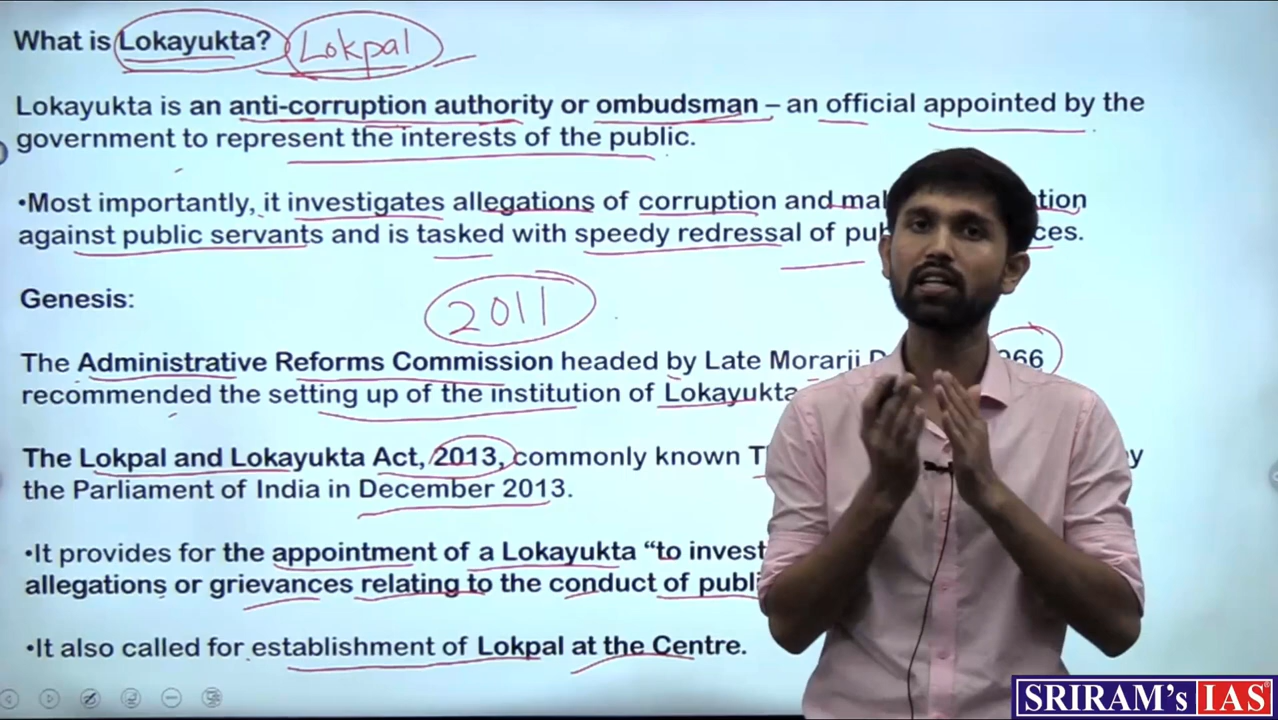 What is Lokayukta? Lokpal
Lokayukta is an anti-corruption authority or ombudsman – an official appointed by the
government to represent the interests of the public.
•Most importantly, it investigates allegations of corruption and mal tion
against public servants and is tasked with speedy redressal of pub ces.
Genesis:
2011
The Administrative Reforms Commission headed by Late Morarji D 966
recommended the setting up of the institution of Lokayukta
The Lokpal and Lokayukta Act, 2013, commonly known T y
the Parliament of India in December 2013.
•It provides for the appointment of a Lokayukta “to invest
allegations or grievances relating to the conduct of publi
•It also called for establishment of Lokpal at the Centre.
SRIRAM's IAS